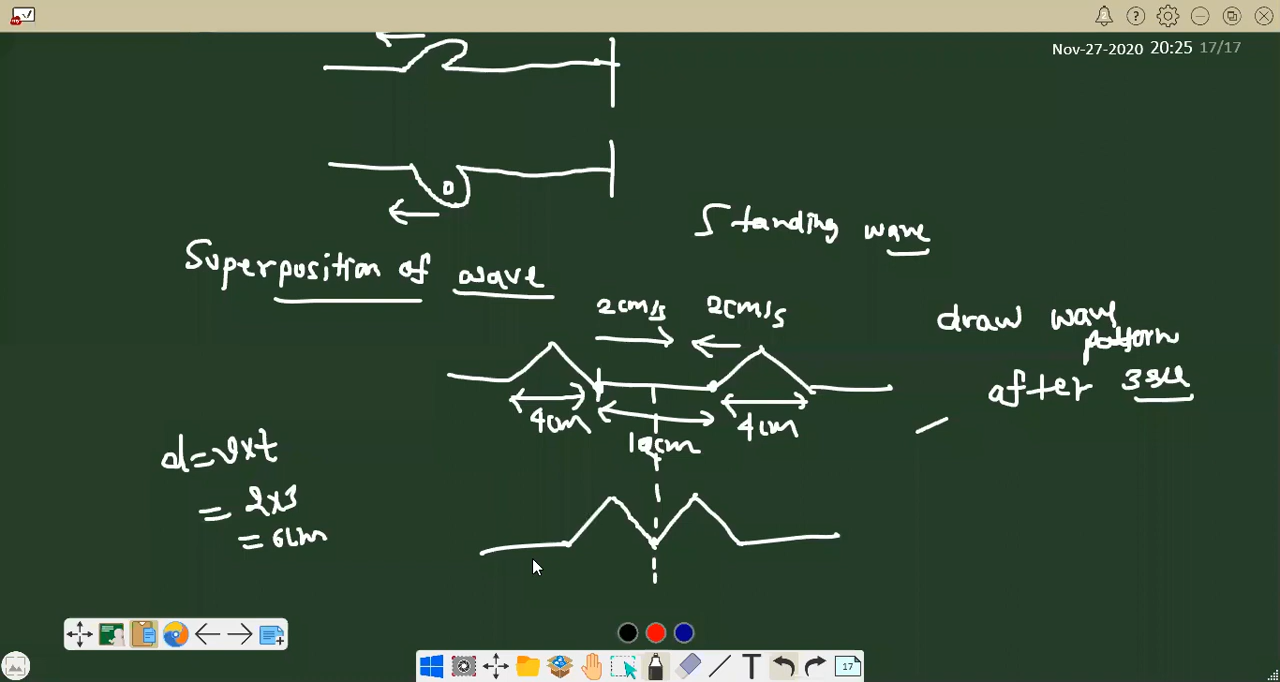 2
Nov-27-2020 20:25 17/17
Standing wave
Superposition of wave
2cm/s 2cm/s
draw wave
pattern
after 3sec
4cm 12cm 4cm
d=v×t
= 2×3
= 6cm
T 17